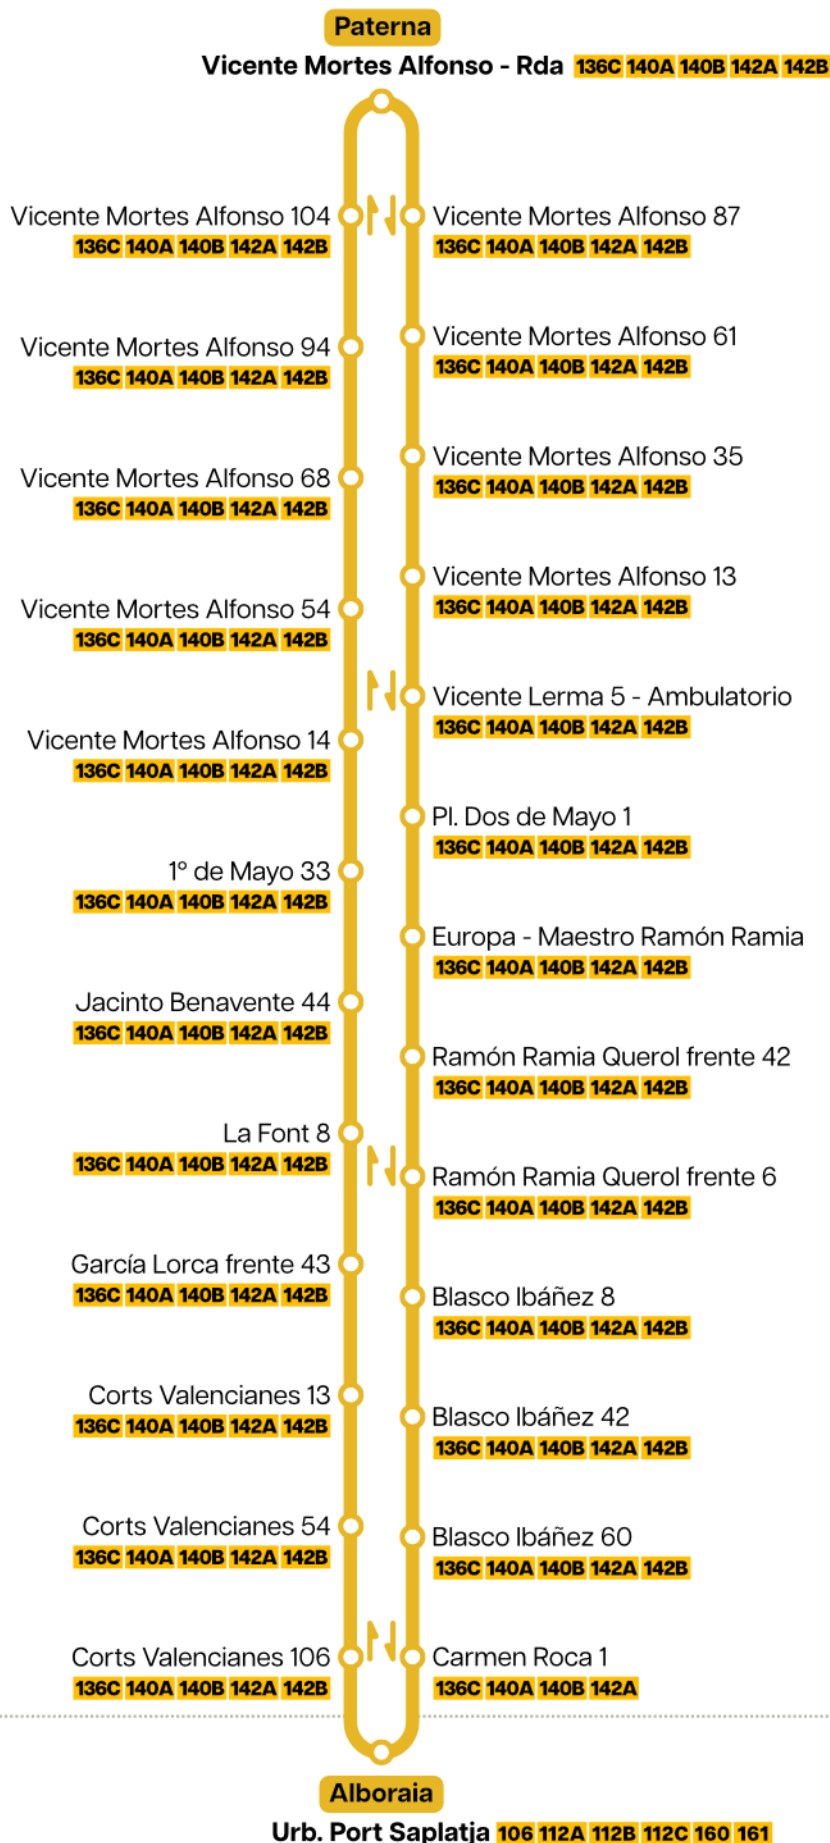 Paterna
Vicente Mortes Alfonso - Rda 136C 140A 140B 142A 142B
Vicente Mortes Alfonso 104
136C 140A 140B 142A 142B
Vicente Mortes Alfonso 94
136C 140A 140B 142A 142B
Vicente Mortes Alfonso 68
136C 140A 140B 142A 142B
Vicente Mortes Alfonso 54
136C 140A 140B 142A 142B
Vicente Mortes Alfonso 14
136C 140A 140B 142A 142B
1º de Mayo 33
136C 140A 140B 142A 142B
Jacinto Benavente 44
136C 140A 140B 142A 142B
La Font 8
136C 140A 140B 142A 142B
García Lorca frente 43
136C 140A 140B 142A 142B
Corts Valencianes 13
136C 140A 140B 142A 142B
Corts Valencianes 54
136C 140A 140B 142A 142B
Corts Valencianes 106
136C 140A 140B 142A 142B
Vicente Mortes Alfonso 87
136C 140A 140B 142A 142B
Vicente Mortes Alfonso 61
136C 140A 140B 142A 142B
Vicente Mortes Alfonso 35
136C 140A 140B 142A 142B
Vicente Mortes Alfonso 13
136C 140A 140B 142A 142B
Vicente Lerma 5 - Ambulatorio
136C 140A 140B 142A 142B
Pl. Dos de Mayo 1
136C 140A 140B 142A 142B
Europa - Maestro Ramón Ramia
136C 140A 140B 142A 142B
Ramón Ramia Querol frente 42
136C 140A 140B 142A 142B
Ramón Ramia Querol frente 6
136C 140A 140B 142A 142B
Blasco Ibáñez 8
136C 140A 140B 142A 142B
Blasco Ibáñez 42
136C 140A 140B 142A 142B
Blasco Ibáñez 60
136C 140A 140B 142A 142B
Carmen Roca 1
136C 140A 140B 142A
Alboraia
Urb. Port Saplatja 106 112A 112B 112C 160 161